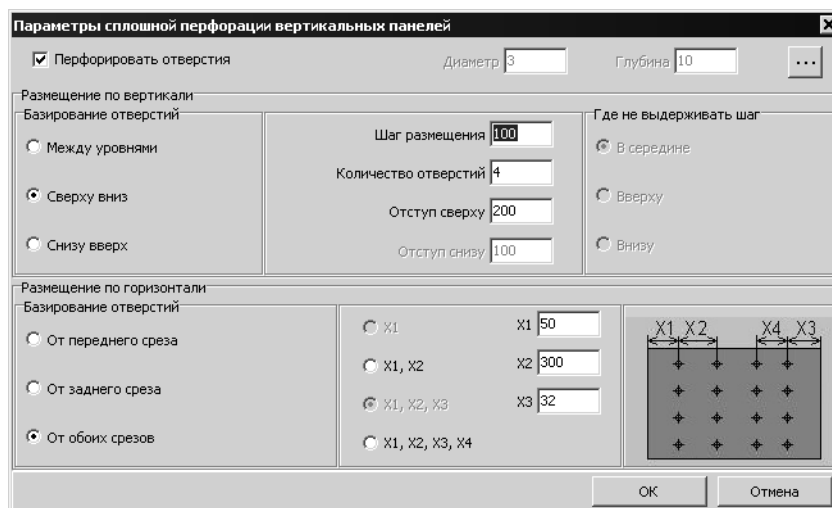 Параметры сплошной перфорации вертикальных панелей
Перфорировать отверстия
Диаметр 3
Глубина 10
...
Размещение по вертикали
Базирование отверстий
Между уровнями
Сверху вниз
Снизу вверх
Шаг размещения 100
Количество отверстий 4
Отступ сверху 200
Отступ снизу 100
Где не выдерживать шаг
В середине
Вверху
Внизу
Размещение по горизонтали
Базирование отверстий
От переднего среза
От заднего среза
От обоих срезов
X1
X1, X2
X1, X2, X3
X1, X2, X3, X4
X1 50
X2 300
X3 32
X1 X2 X4 X3
ОК
Отмена